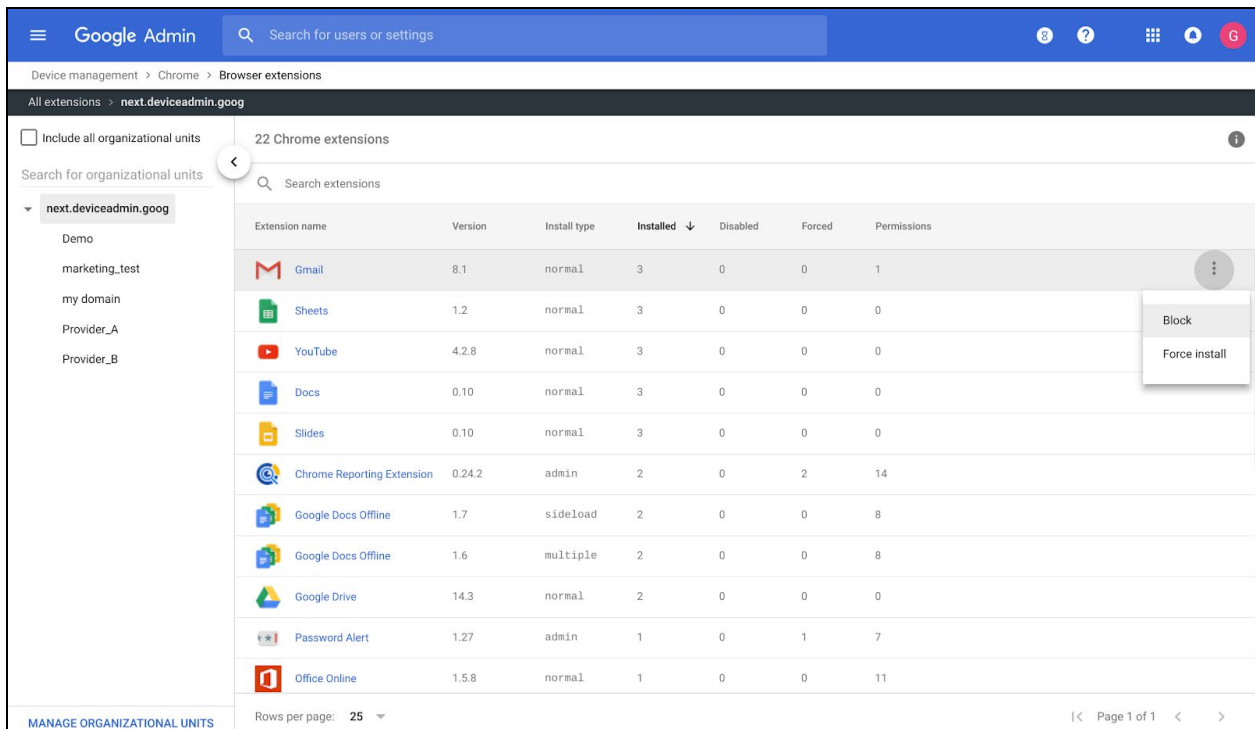 Google Admin Search for users or settings 8 ? G
Device management > Chrome > Browser extensions
All extensions > next.deviceadmin.goog
Include all organizational units
Search for organizational units
next.deviceadmin.goog
Demo
marketing_test
my domain
Provider_A
Provider_B
MANAGE ORGANIZATIONAL UNITS
22 Chrome extensions i
Search extensions
Extension name Version Install type Installed ↓ Disabled Forced Permissions
Gmail 8.1 normal 3 0 0 1
Sheets 1.2 normal 3 0 0 0
YouTube 4.2.8 normal 3 0 0 0
Docs 0.10 normal 3 0 0 0
Slides 0.10 normal 3 0 0 0
Chrome Reporting Extension 0.24.2 admin 2 0 2 14
Google Docs Offline 1.7 sideload 2 0 0 8
Google Docs Offline 1.6 multiple 2 0 0 8
Google Drive 14.3 normal 2 0 0 0
Password Alert 1.27 admin 1 0 1 7
Office Online 1.5.8 normal 1 0 0 11
Block
Force install
Rows per page: 25
Page 1 of 1